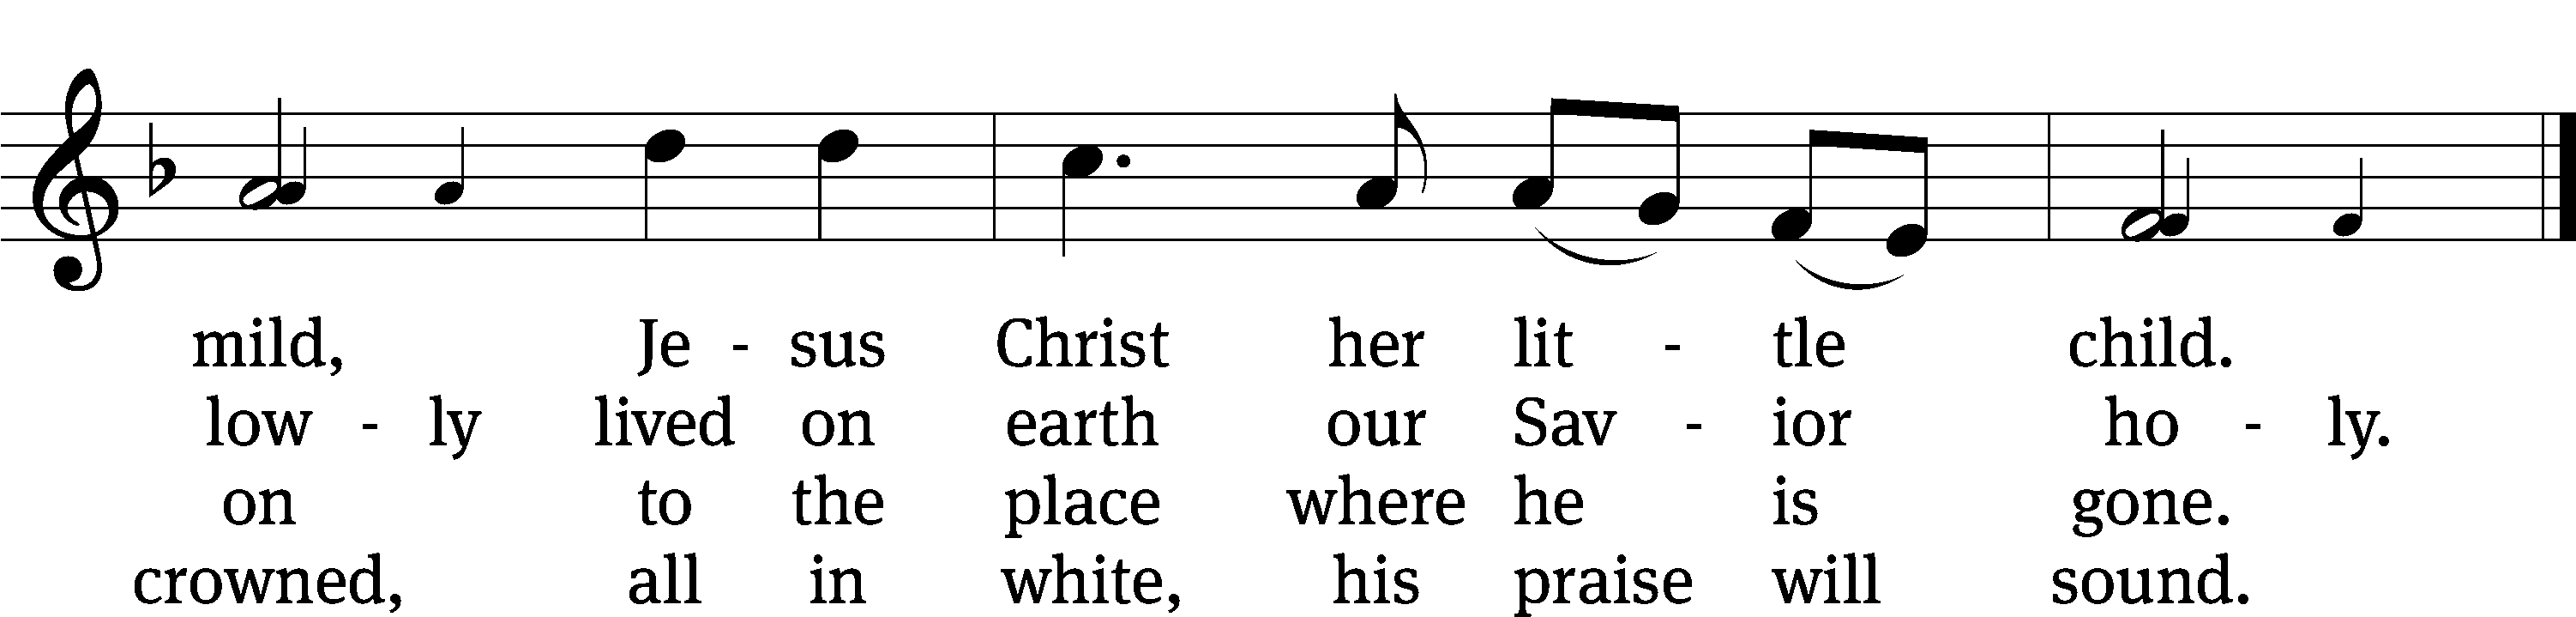 mild, Je - sus Christ her lit - tle child.
low - ly lived on earth our Sav - ior ho - ly.
on to the place where he is gone.
crowned, all in white, his praise will sound.